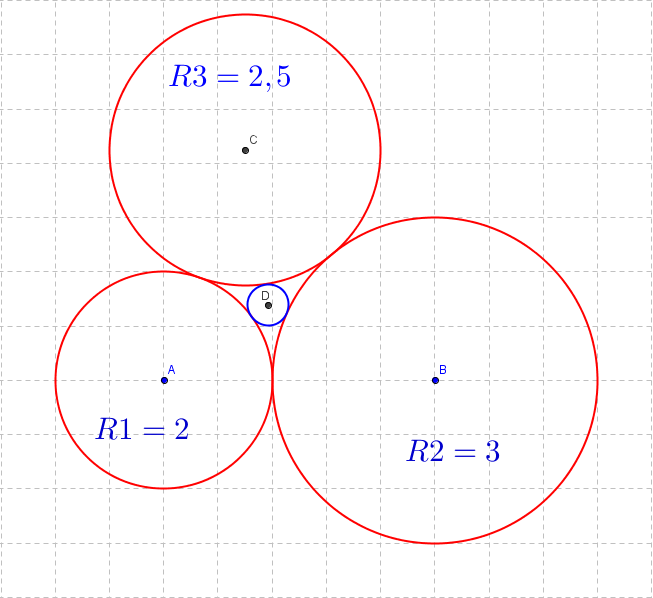 R3 = 2,5
C
D
A
B
R1 = 2
R2 = 3